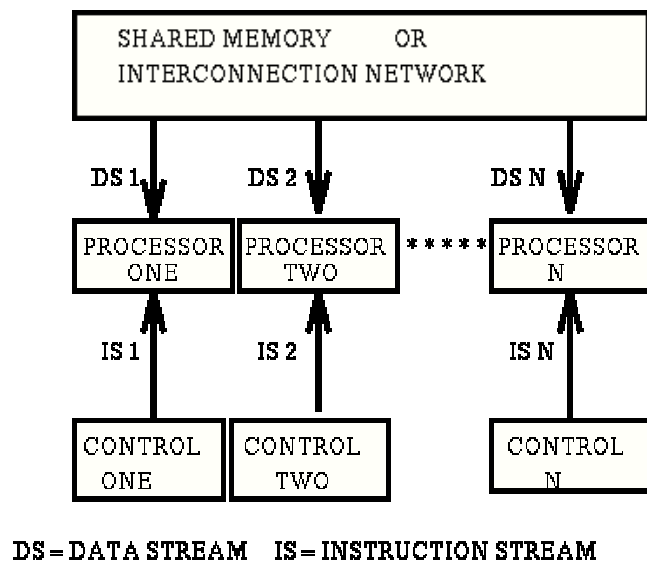 SHARED MEMORY OR
INTERCONNECTION NETWORK
DS 1 DS 2 DS N
PROCESSOR ONE
PROCESSOR TWO
*****
PROCESSOR N
IS 1 IS 2 IS N
CONTROL ONE
CONTROL TWO
CONTROL N
DS = DATA STREAM IS = INSTRUCTION STREAM